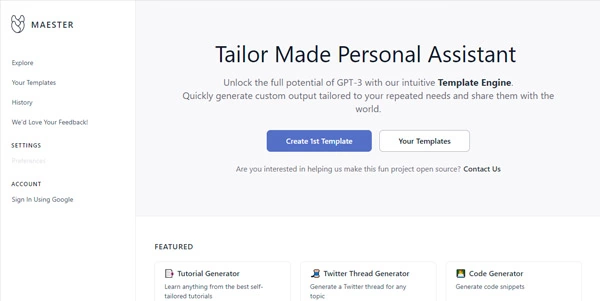 MAESTER
Explore
Your Templates
History
We'd Love Your Feedback!
SETTINGS
Preferences
ACCOUNT
Sign In Using Google
Tailor Made Personal Assistant
Unlock the full potential of GPT-3 with our intuitive Template Engine.
Quickly generate custom output tailored to your repeated needs and share them with the
world.
Create 1st Template
Your Templates
Are you interested in helping us make this fun project open source? Contact Us
FEATURED
Tutorial Generator
Learn anything from the best self-
tailored tutorials
Twitter Thread Generator
Generate a Twitter thread for any
topic
Code Generator
Generate code snippets